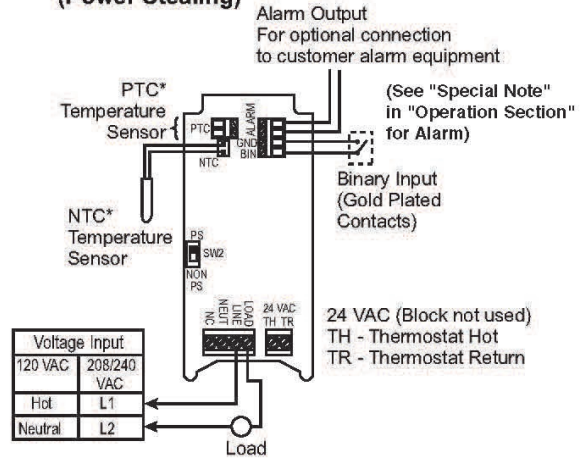 (Power Stealing)
Alarm Output
For optional connection
to customer alarm equipment
(See "Special Note"
in "Operation Section"
for Alarm)
PTC*
Temperature
Sensor
PTC
ALARM
GND
BIN
NTC
Binary Input
(Gold Plated
Contacts)
NTC*
Temperature
Sensor
PS
SW2
NON
PS
NC
NEUT
LINE
LOAD
24 VAC
TH TR
24 VAC (Block not used)
TH - Thermostat Hot
TR - Thermostat Return
Voltage Input
120 VAC
208/240
VAC
Hot L1
Neutral L2
Load